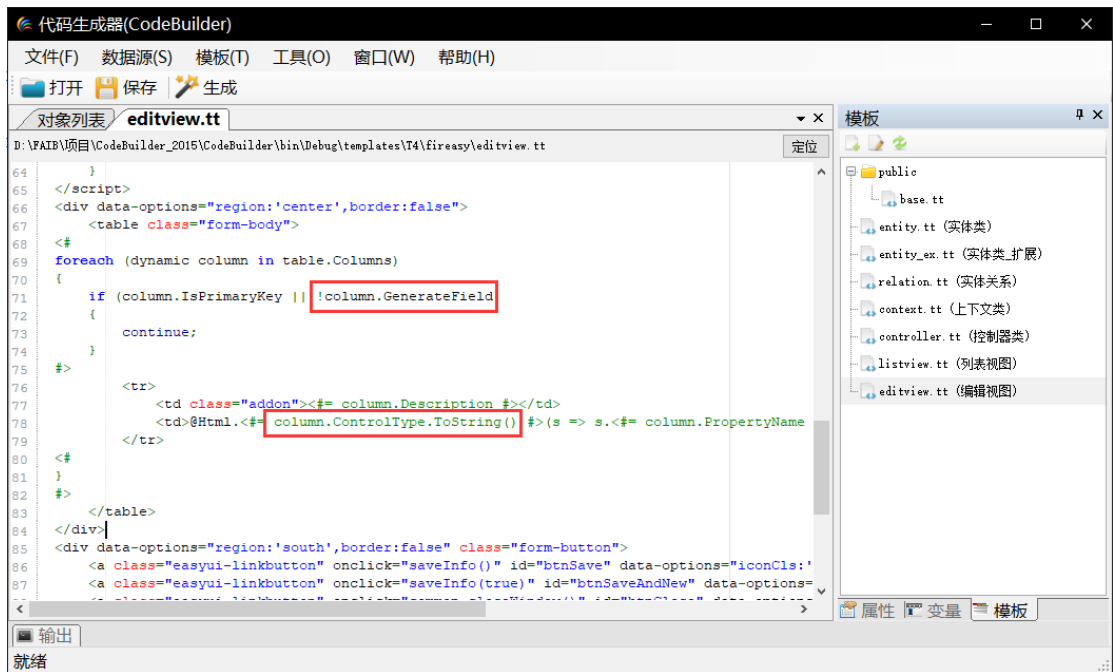 代码生成器(CodeBuilder)
文件(F) 数据源(S) 模板(T) 工具(O) 窗口(W) 帮助(H)
打开 保存 生成
对象列表 editview.tt
D:\FAIB\项目\CodeBuilder_2015\CodeBuilder\bin\Debug\templates\T4\fireasy\editview.tt 定位
64 }
65 </script>
66 <div data-options="region:'center',border:false">
67 <table class="form-body">
68 <#
69 foreach (dynamic column in table.Columns)
70 {
71 if (column.IsPrimaryKey || !column.GenerateField
72 {
73 continue;
74 }
75 #>
76 <tr>
77 <td class="addon"><#= column.Description #></td>
78 <td>@Html.<#= column.ControlType.ToString() #>(s => s.<#= column.PropertyName
79 </tr>
80 <#
81 }
82 #>
83 </table>
84 </div>
85 <div data-options="region:'south',border:false" class="form-button">
86 <a class="easyui-linkbutton" onclick="saveInfo()" id="btnSave" data-options="iconCls:'
87 <a class="easyui-linkbutton" onclick="saveInfo(true)" id="btnSaveAndNew" data-options=
模板
public
base.tt
entity.tt (实体类)
entity_ex.tt (实体类_扩展)
relation.tt (实体关系)
context.tt (上下文类)
controller.tt (控制器类)
listview.tt (列表视图)
editview.tt (编辑视图)
属性 变量 模板
输出
就绪